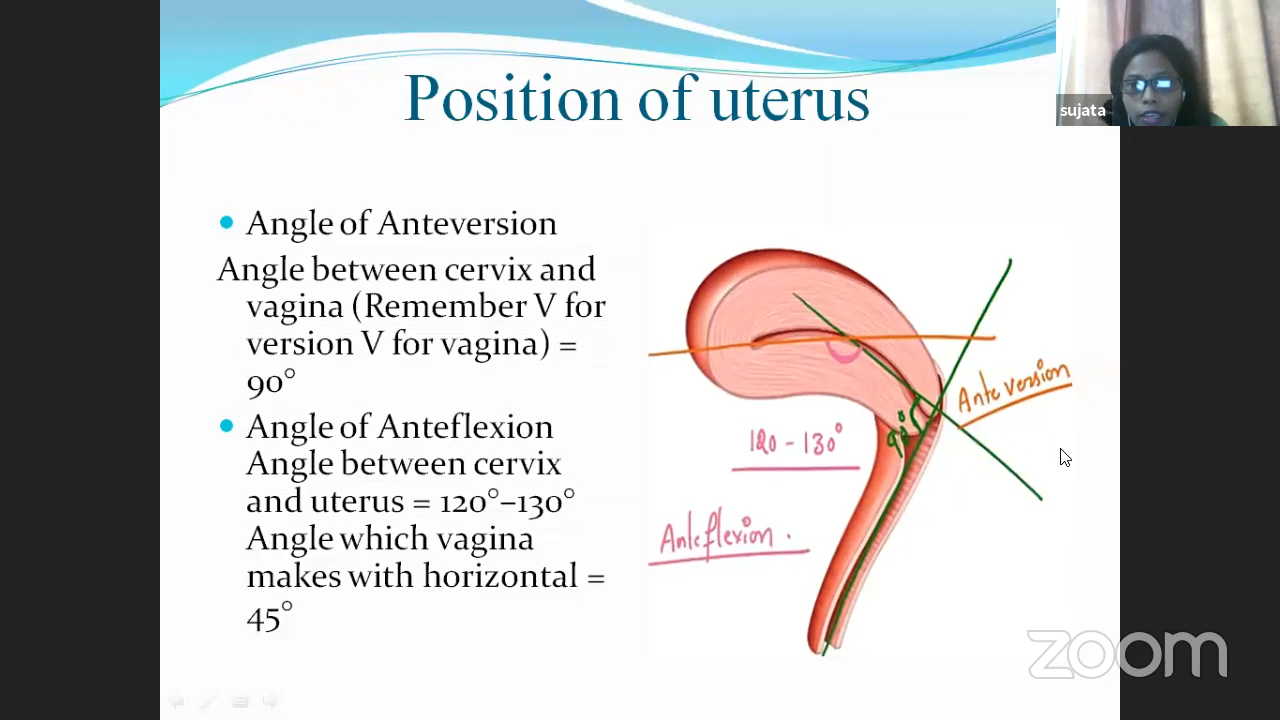 Position of uterus
sujata
Angle of Anteversion
Angle between cervix and
vagina (Remember V for
version V for vagina) =
90°
Angle of Anteflexion
Angle between cervix
and uterus = 120°–130°
Angle which vagina
makes with horizontal =
45°
Anteversion
90°
120 - 130°
Anteflexion.
zoom